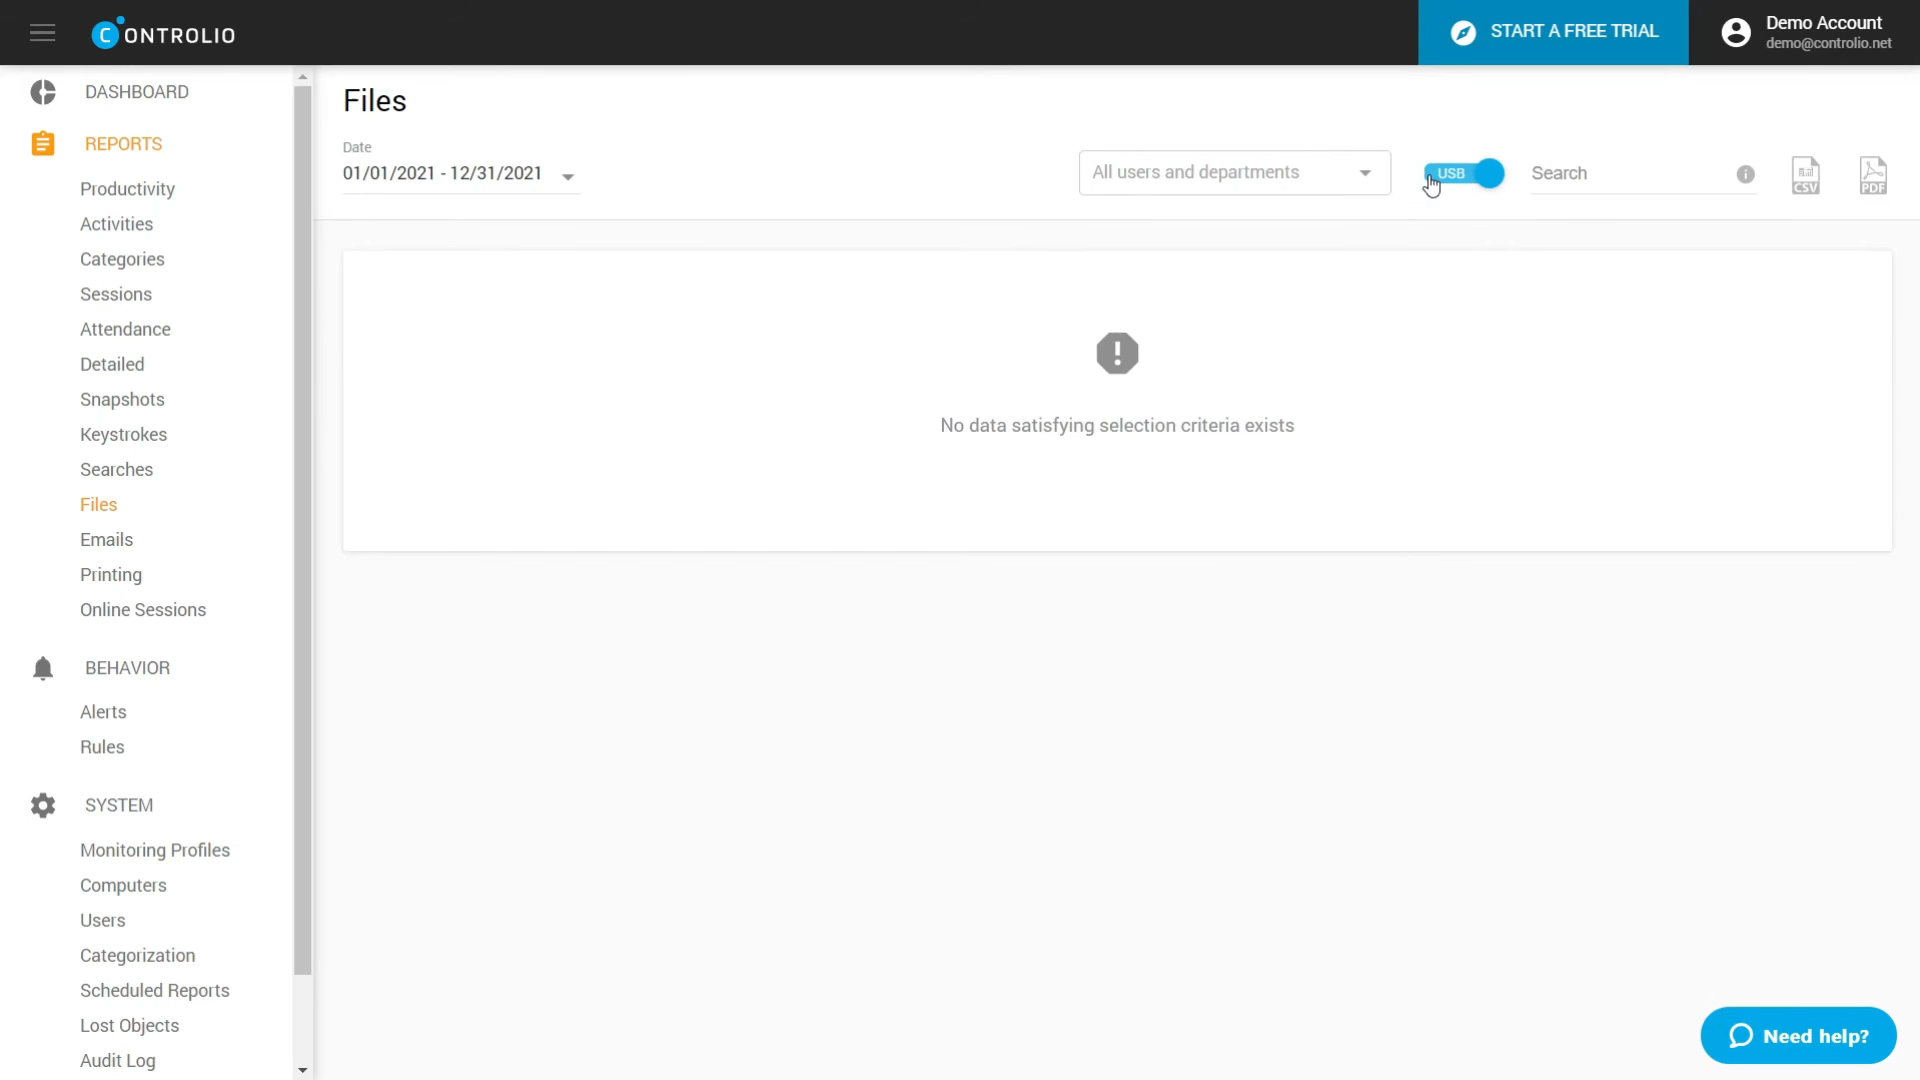 CONTROLIO
START A FREE TRIAL
Demo Account
demo@controlio.net
DASHBOARD
REPORTS
Productivity
Activities
Categories
Sessions
Attendance
Detailed
Snapshots
Keystrokes
Searches
Files
Emails
Printing
Online Sessions
BEHAVIOR
Alerts
Rules
SYSTEM
Monitoring Profiles
Computers
Users
Categorization
Scheduled Reports
Lost Objects
Audit Log
Files
Date
01/01/2021 - 12/31/2021
All users and departments
USB
Search
CSV
PDF
No data satisfying selection criteria exists
Need help?